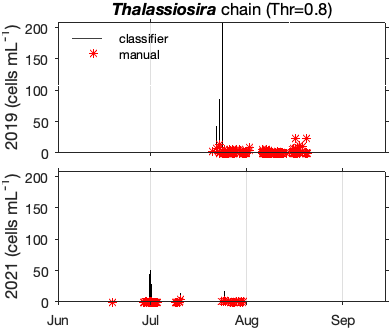 Thalassiosira chain (Thr=0.8)
200
150
100
50
0
2019 (cells mL⁻¹)
classifier
manual
200
150
100
50
0
2021 (cells mL⁻¹)
Jun Jul Aug Sep